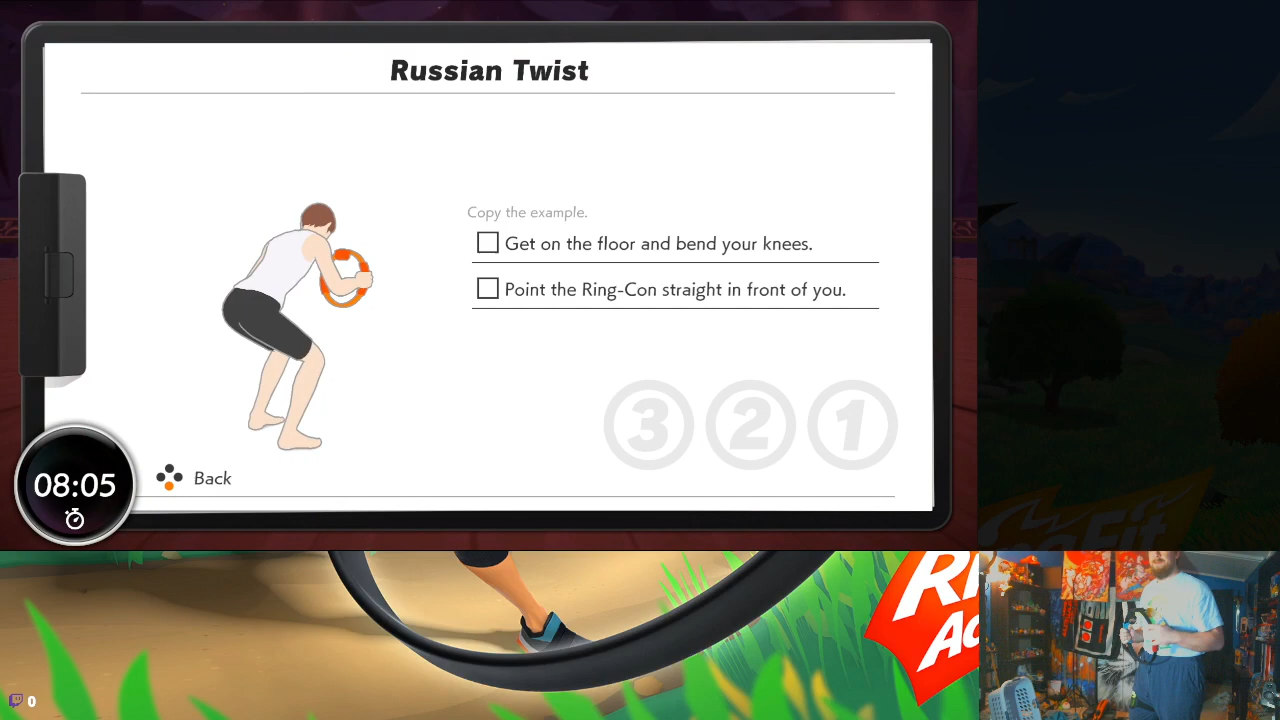 Russian Twist
Copy the example.
Get on the floor and bend your knees.
Point the Ring-Con straight in front of you.
3 2 1
08:05
Back
0